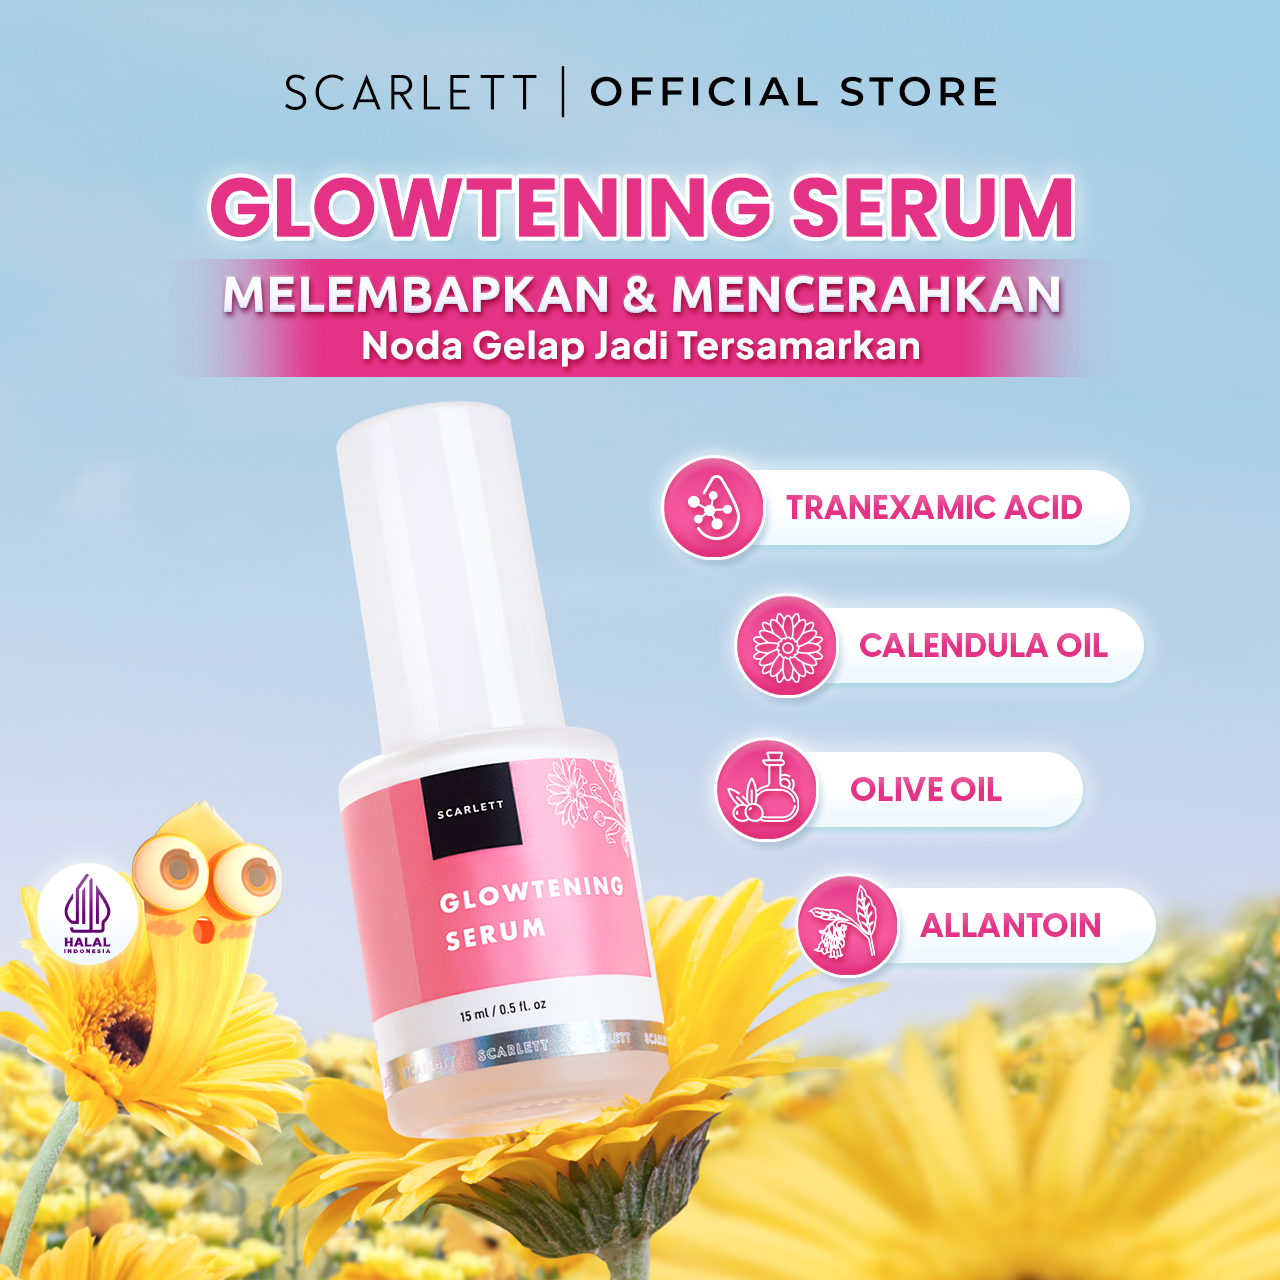 SCARLETT | OFFICIAL STORE
GLOWTENING SERUM
MELEMBAPKAN & MENCERAHKAN
Noda Gelap Jadi Tersamarkan
TRANEXAMIC ACID
CALENDULA OIL
OLIVE OIL
ALLANTOIN
SCARLETT
GLOWTENING
SERUM
15 ml / 0.5 fl. oz
SCARLETT SCARLETT
HALAL
INDONESIA